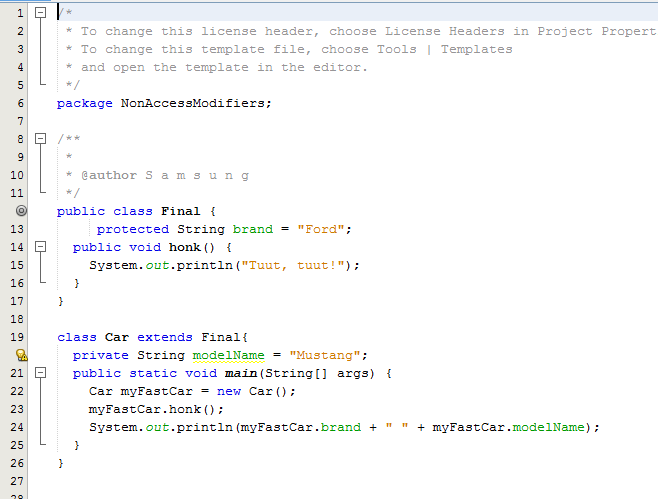 1 /*
2 * To change this license header, choose License Headers in Project Propert
3 * To change this template file, choose Tools | Templates
4 * and open the template in the editor.
5 */
6 package NonAccessModifiers;
7
8 /**
9 *
10 * @author S a m s u n g
11 */
public class Final {
13 protected String brand = "Ford";
14 public void honk() {
15 System.out.println("Tuut, tuut!");
16 }
17 }
18
19 class Car extends Final{
private String modelName = "Mustang";
21 public static void main(String[] args) {
22 Car myFastCar = new Car();
23 myFastCar.honk();
24 System.out.println(myFastCar.brand + " " + myFastCar.modelName);
25 }
26 }
27
28